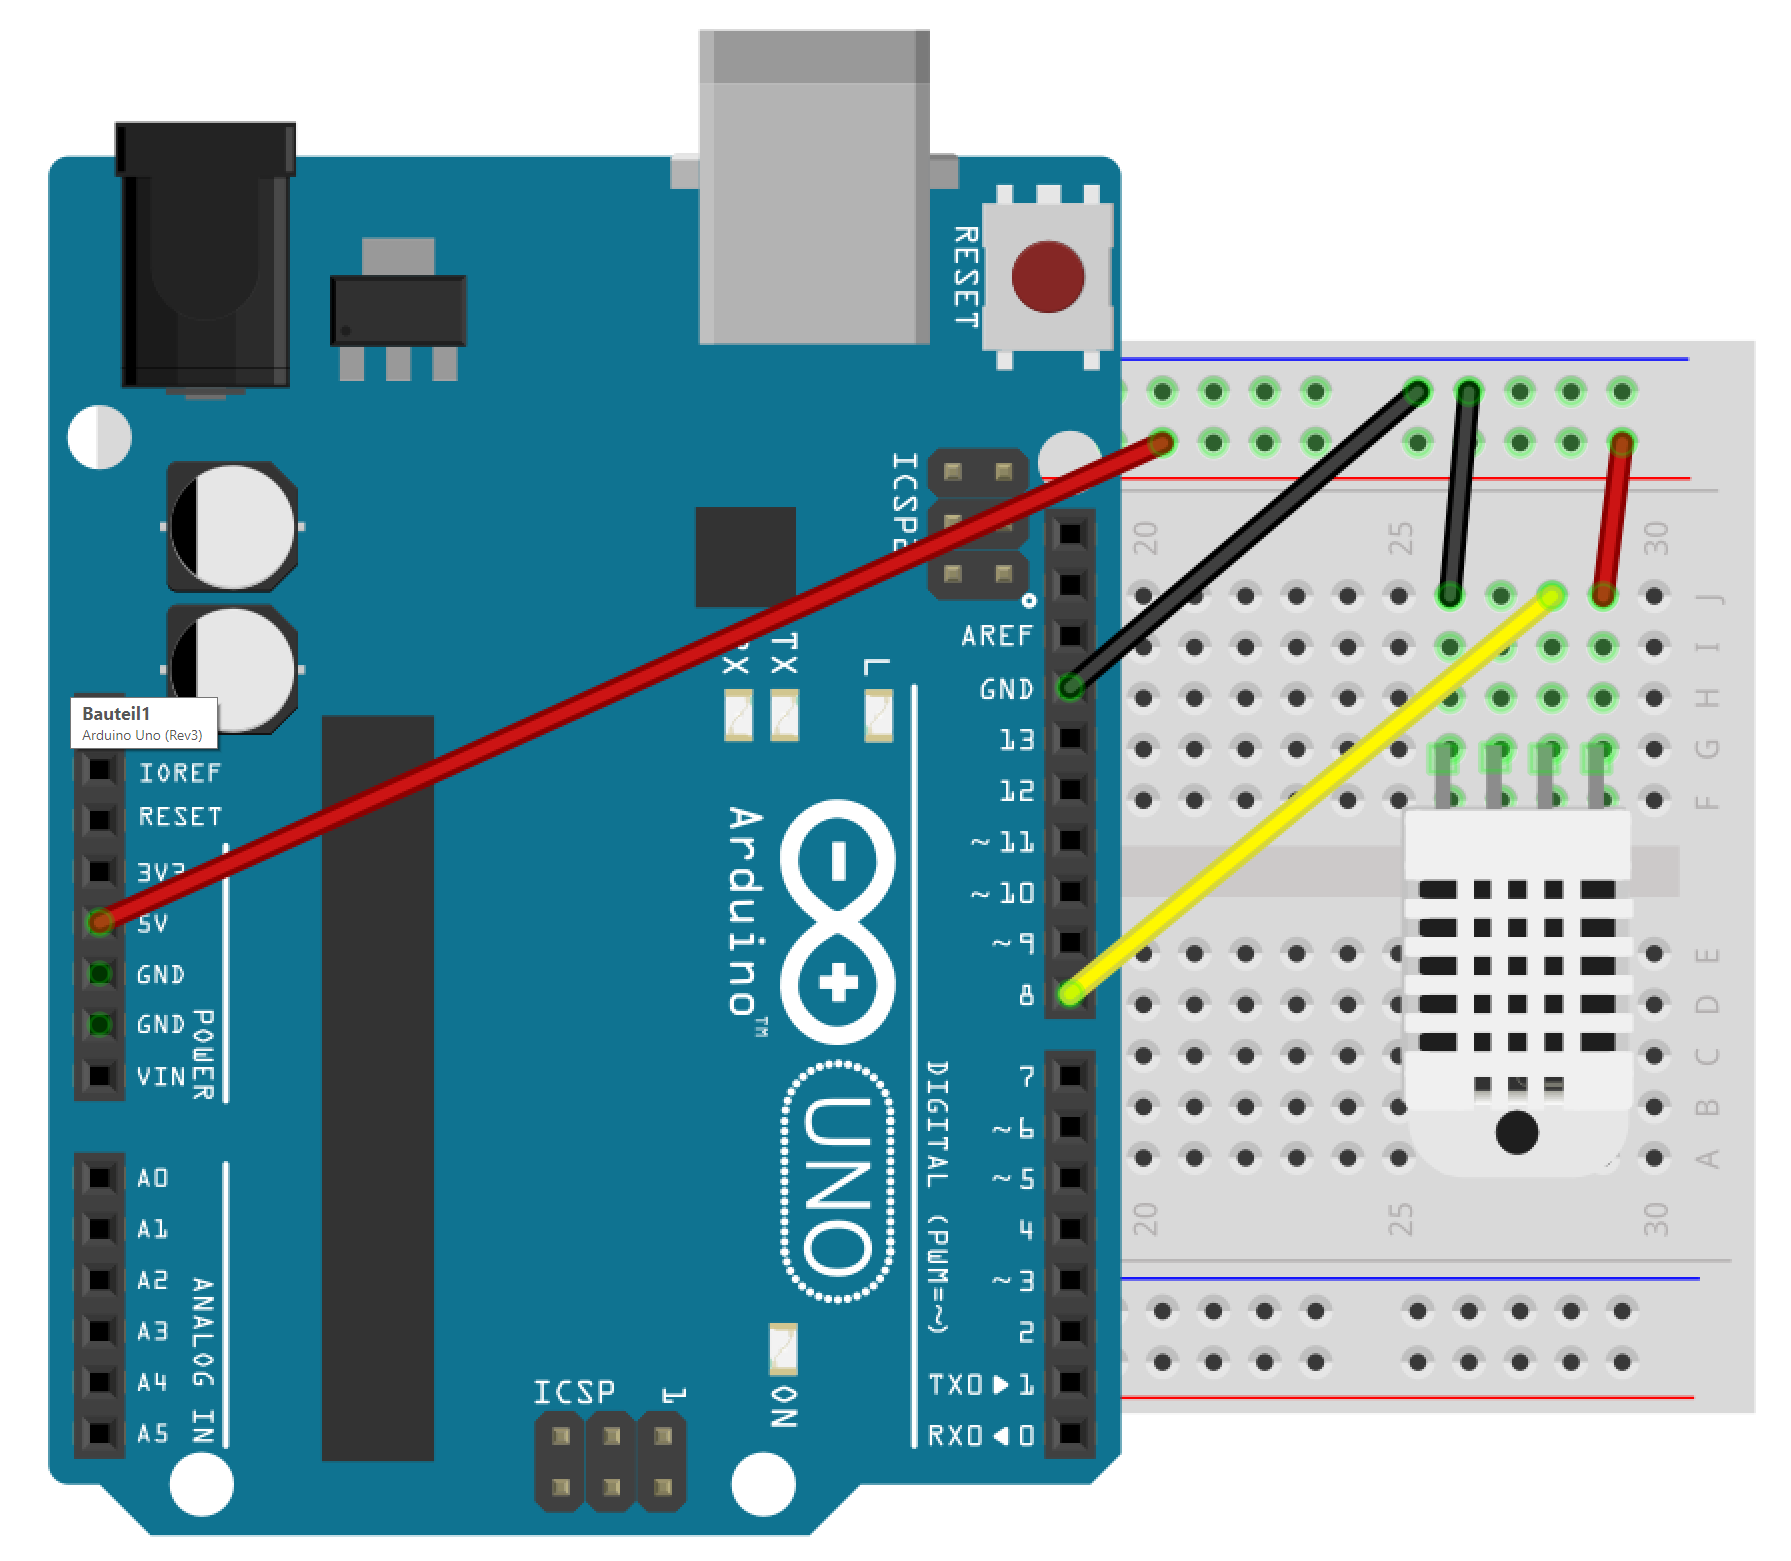 RESET
ICSP2
20
25
30
J
I
H
G
F
E
D
C
B
A
20
25
30
AREF
GND
13
12
~11
~10
~9
8
7
~6
~5
4
~3
2
TX0▶1
RX0◀0
DIGITAL (PWM=~)
TX
L
Arduino™
UNO
ON
ICSP
1
Bauteil1
Arduino Uno (Rev3)
IOREF
RESET
3V3
5V
GND
GND
VIN
POWER
A0
A1
A2
A3
A4
A5
ANALOG IN